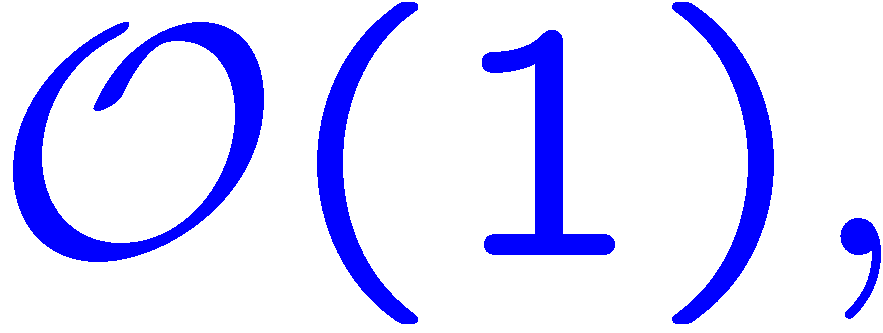 𝒪(1),